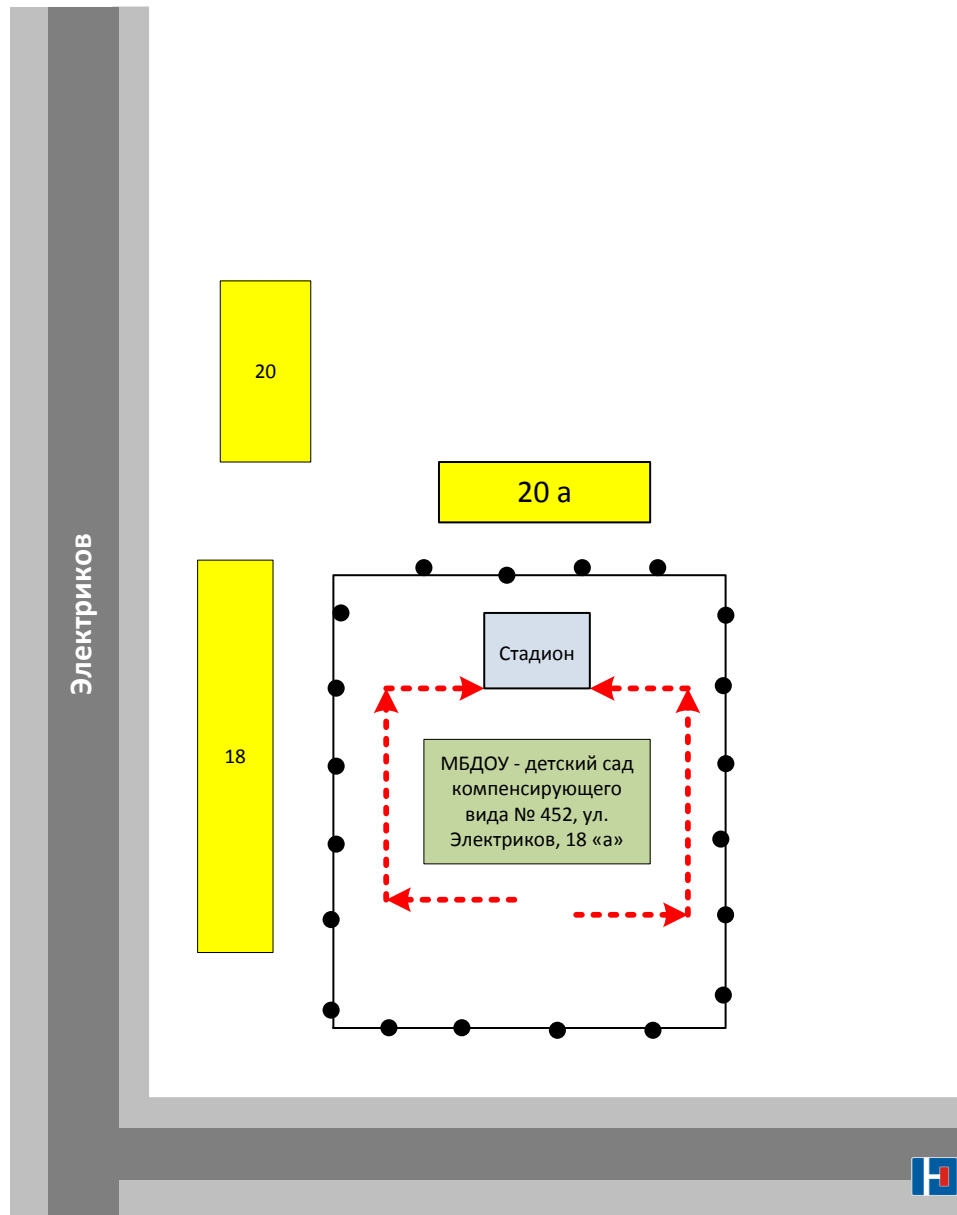 20
20 а
Электриков
Стадион
18
МБДОУ - детский сад
компенсирующего
вида № 452, ул.
Электриков, 18 «а»